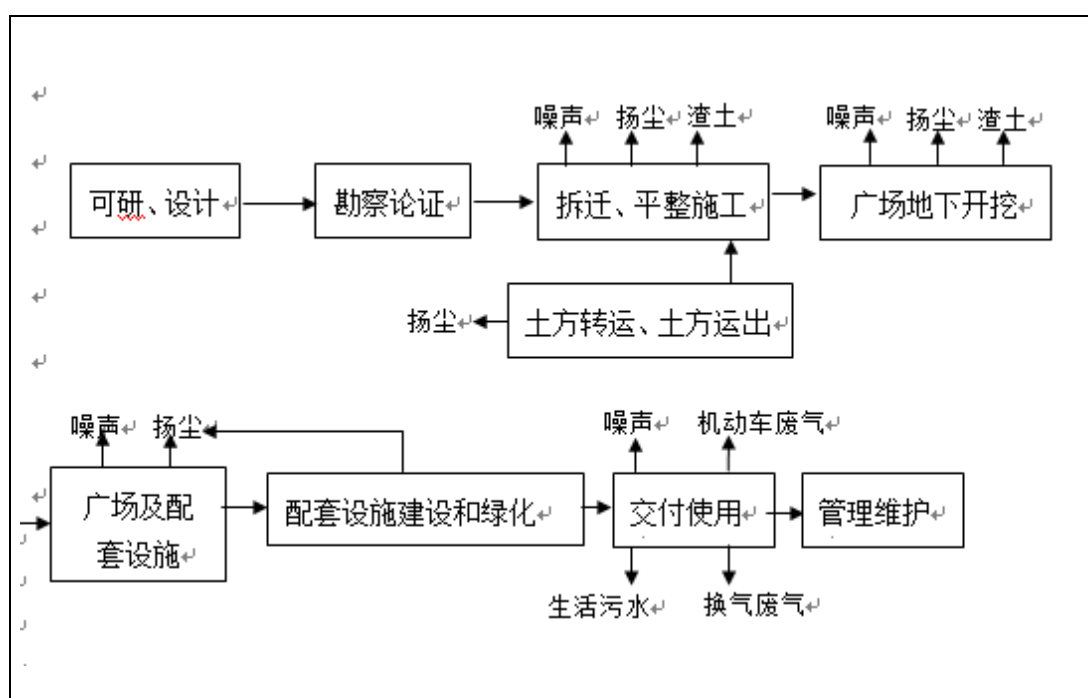 噪声 扬尘 渣土 噪声 扬尘 渣土
可研、设计 勘察论证 拆迁、平整施工 广场地下开挖
扬尘 土方转运、土方运出
噪声 扬尘 噪声 机动车废气
广场及配
套设施
配套设施建设和绿化 交付使用 管理维护
生活污水 换气废气